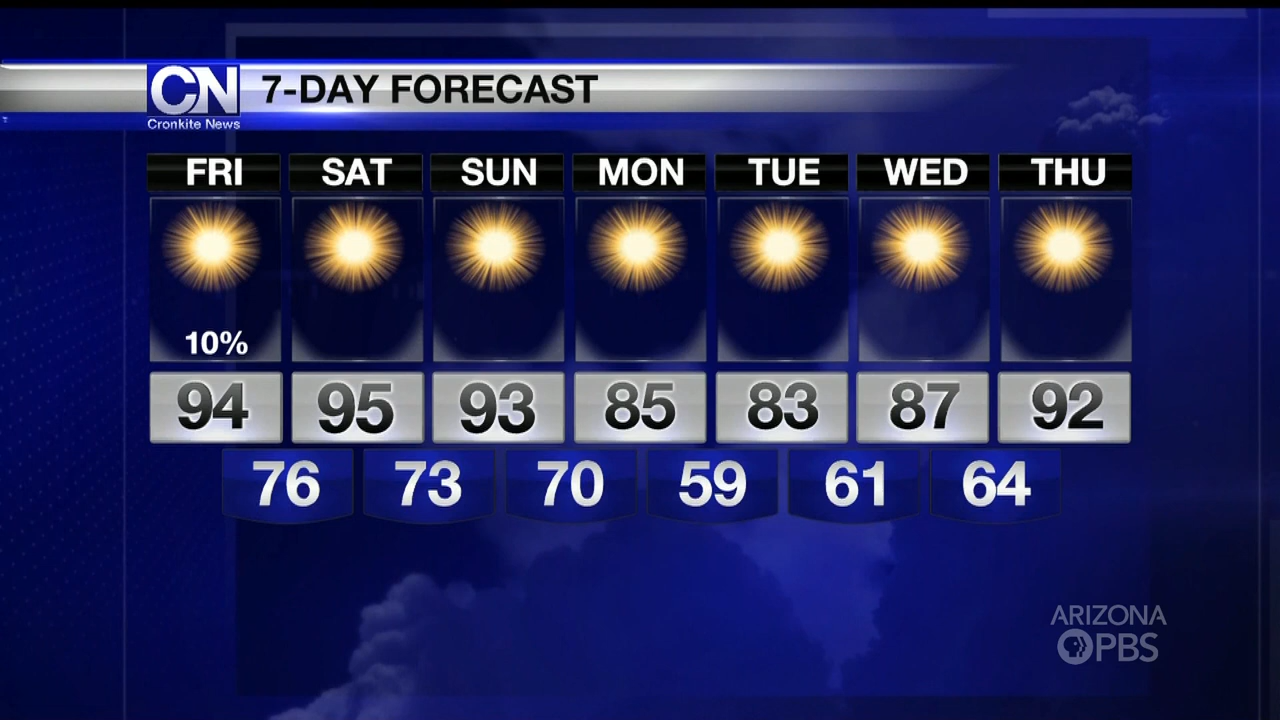 CN 7-DAY FORECAST
Cronkite News
FRI SAT SUN MON TUE WED THU
10%
94 95 93 85 83 87 92
76 73 70 59 61 64
ARIZONA
PBS